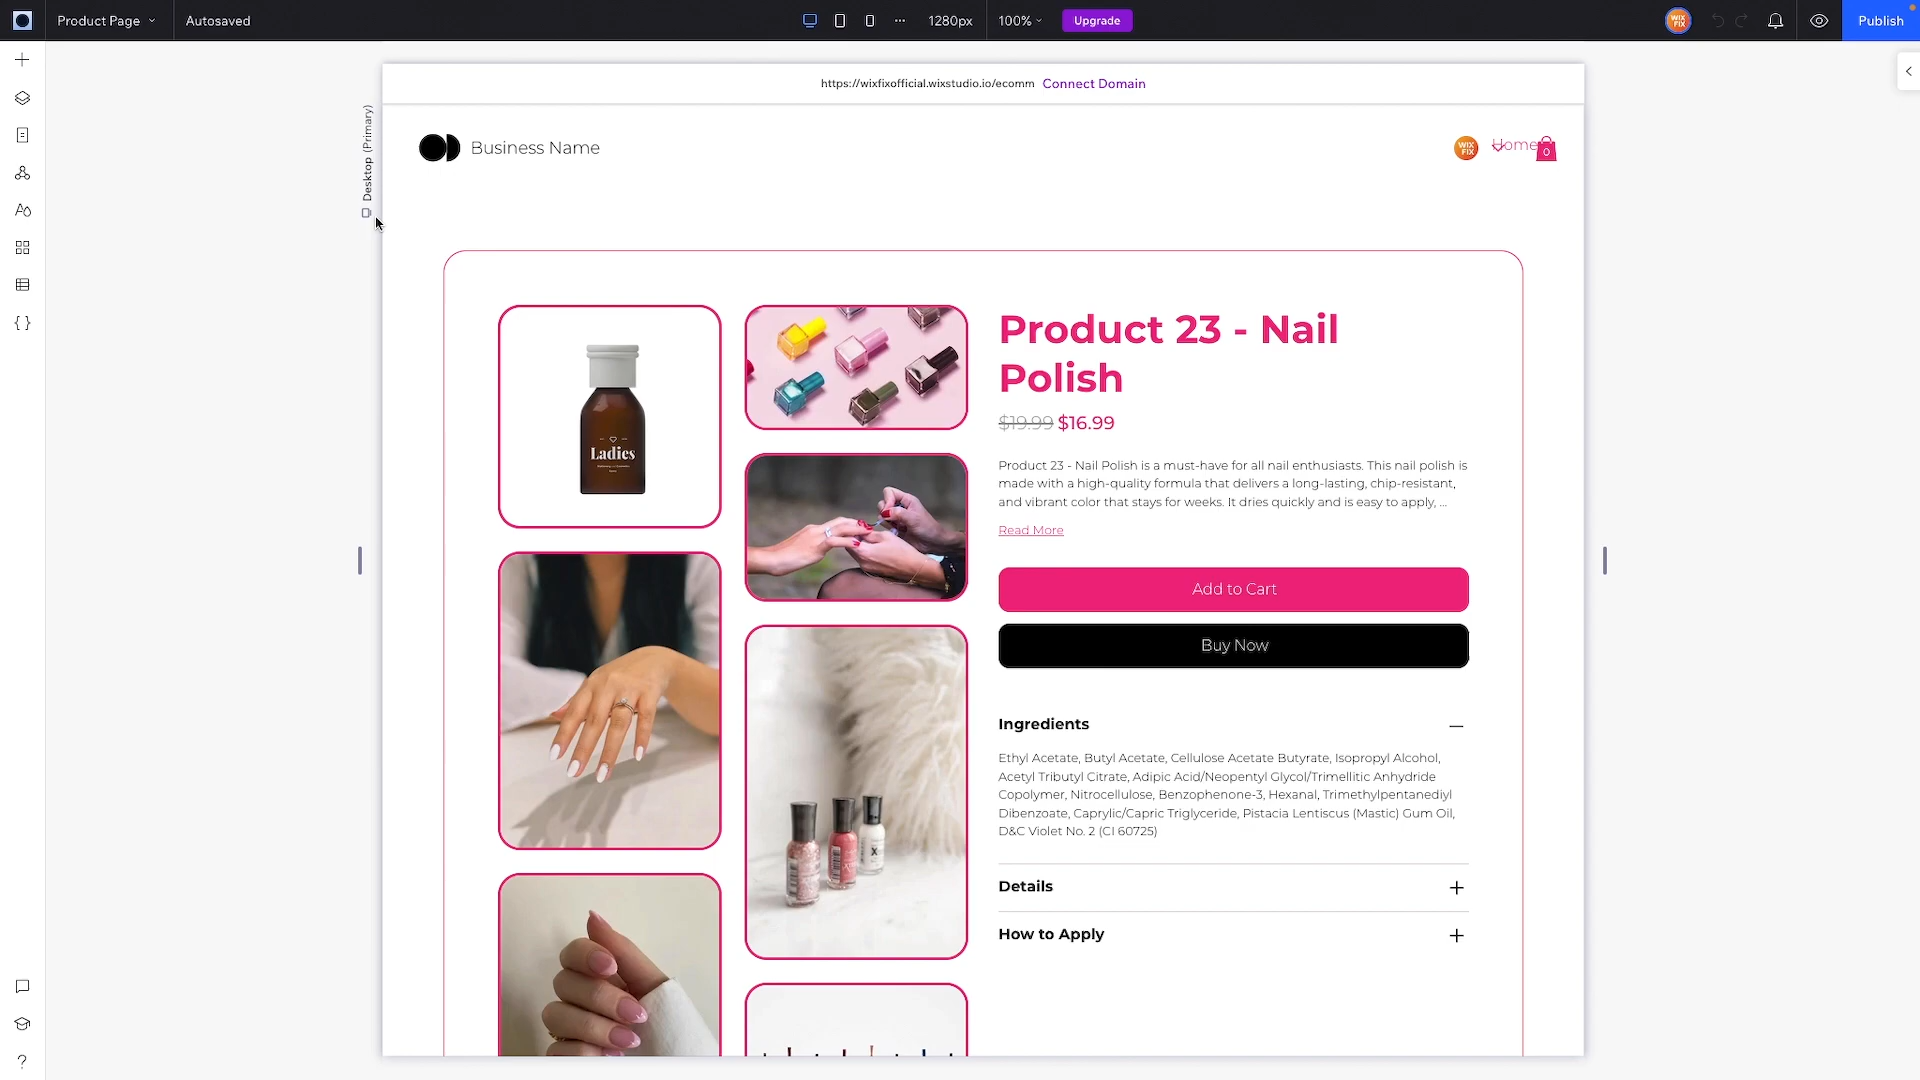 Product Page
Autosaved
1280px
100%
Upgrade
WIX FIX
Publish
https://wixfixofficial.wixstudio.io/ecomm Connect Domain
Desktop (Primary)
Business Name
WIX FIX
Home
0
Ladies
Product 23 - Nail
Polish
$19.99 $16.99
Product 23 - Nail Polish is a must-have for all nail enthusiasts. This nail polish is
made with a high-quality formula that delivers a long-lasting, chip-resistant,
and vibrant color that stays for weeks. It dries quickly and is easy to apply, ...
Read More
Add to Cart
Buy Now
Ingredients
Ethyl Acetate, Butyl Acetate, Cellulose Acetate Butyrate, Isopropyl Alcohol,
Acetyl Tributyl Citrate, Adipic Acid/Neopentyl Glycol/Trimellitic Anhydride
Copolymer, Nitrocellulose, Benzophenone-3, Hexanal, Trimethylpentanediyl
Dibenzoate, Caprylic/Capric Triglyceride, Pistacia Lentiscus (Mastic) Gum Oil,
D&C Violet No. 2 (CI 60725)
Details
How to Apply